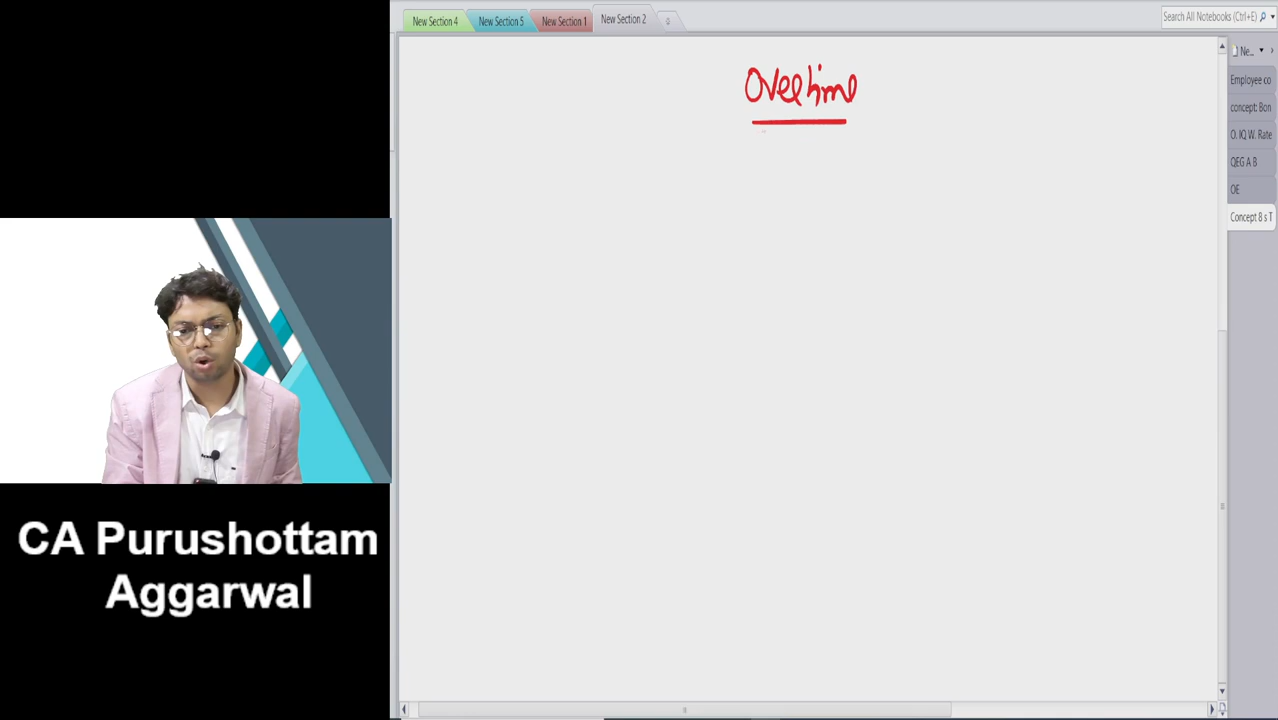 New Section 4
New Section 5
New Section 1
New Section 2
Search All Notebooks (Ctrl+E)
Ne...
Overtime
Employee co
concept: Bon
O. IQ W. Rate
QEG A B
OE
Concept 8 s T
CA Purushottam
Aggarwal